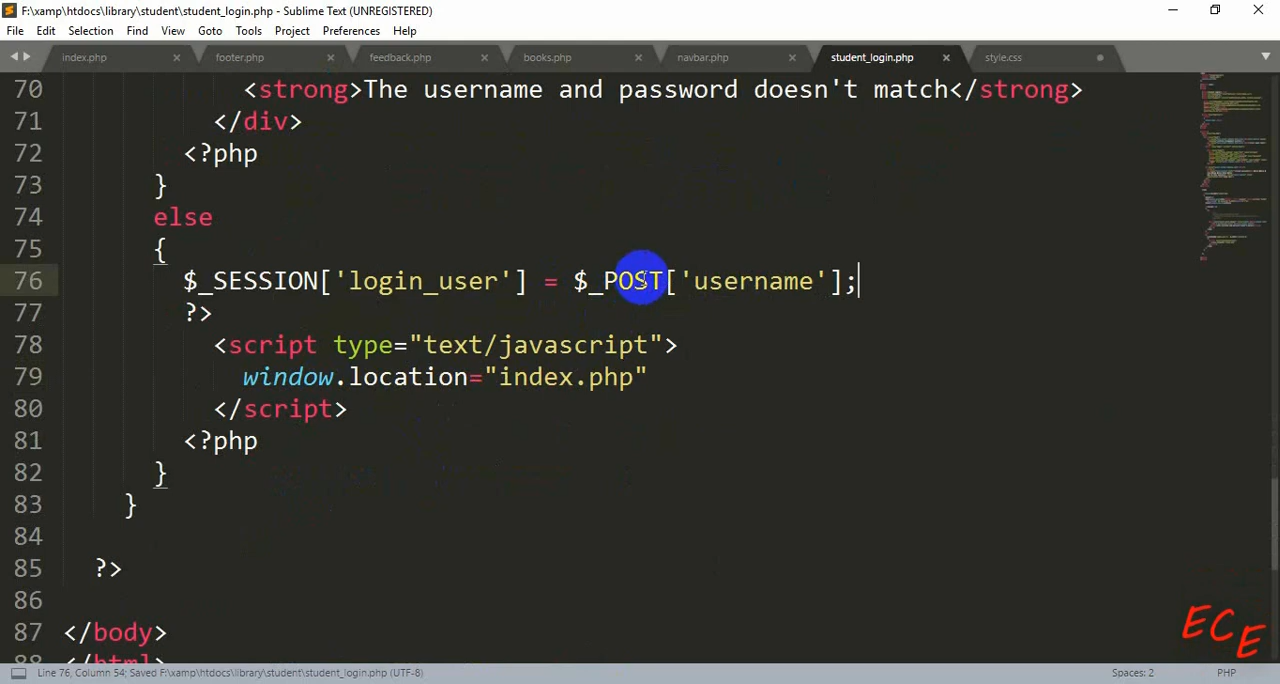 F:\xamp\htdocs\library\student\student_login.php - Sublime Text (UNREGISTERED)
File Edit Selection Find View Goto Tools Project Preferences Help
index.php footer.php feedback.php books.php navbar.php student_login.php style.css
70 <strong>The username and password doesn't match</strong>
71 </div>
72 <?php
73 }
74 else
75 {
76 $_SESSION['login_user'] = $_POST['username'];
77 ?>
78 <script type="text/javascript">
79 window.location="index.php"
80 </script>
81 <?php
82 }
83 }
84
85 ?>
86
87 </body>
88 </html>
ECE
Line 76, Column 54; Saved F:\xamp\htdocs\library\student\student_login.php (UTF-8) Spaces: 2 PHP